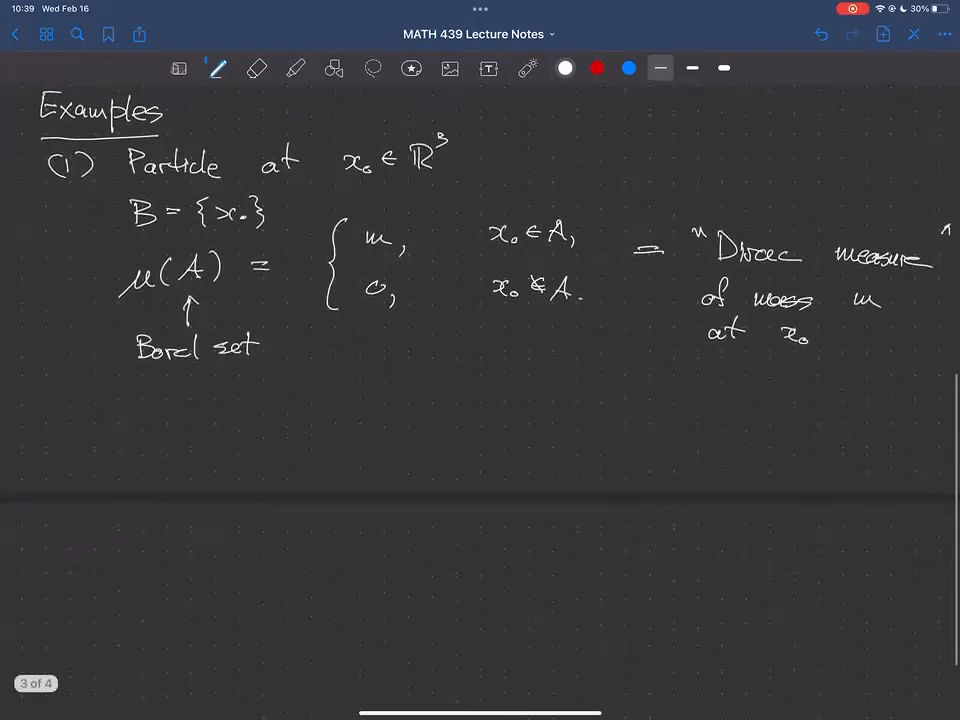 10:39 Wed Feb 16
30%
MATH 439 Lecture Notes
Examples
(1) Particle at x₀ ∈ ℝ³
B = {x₀}
μ(A) = { m, x₀ ∈ A, = "Dirac measure"
0, x₀ ∉ A. of mass m
at x₀
↑
Borel set
3 of 4